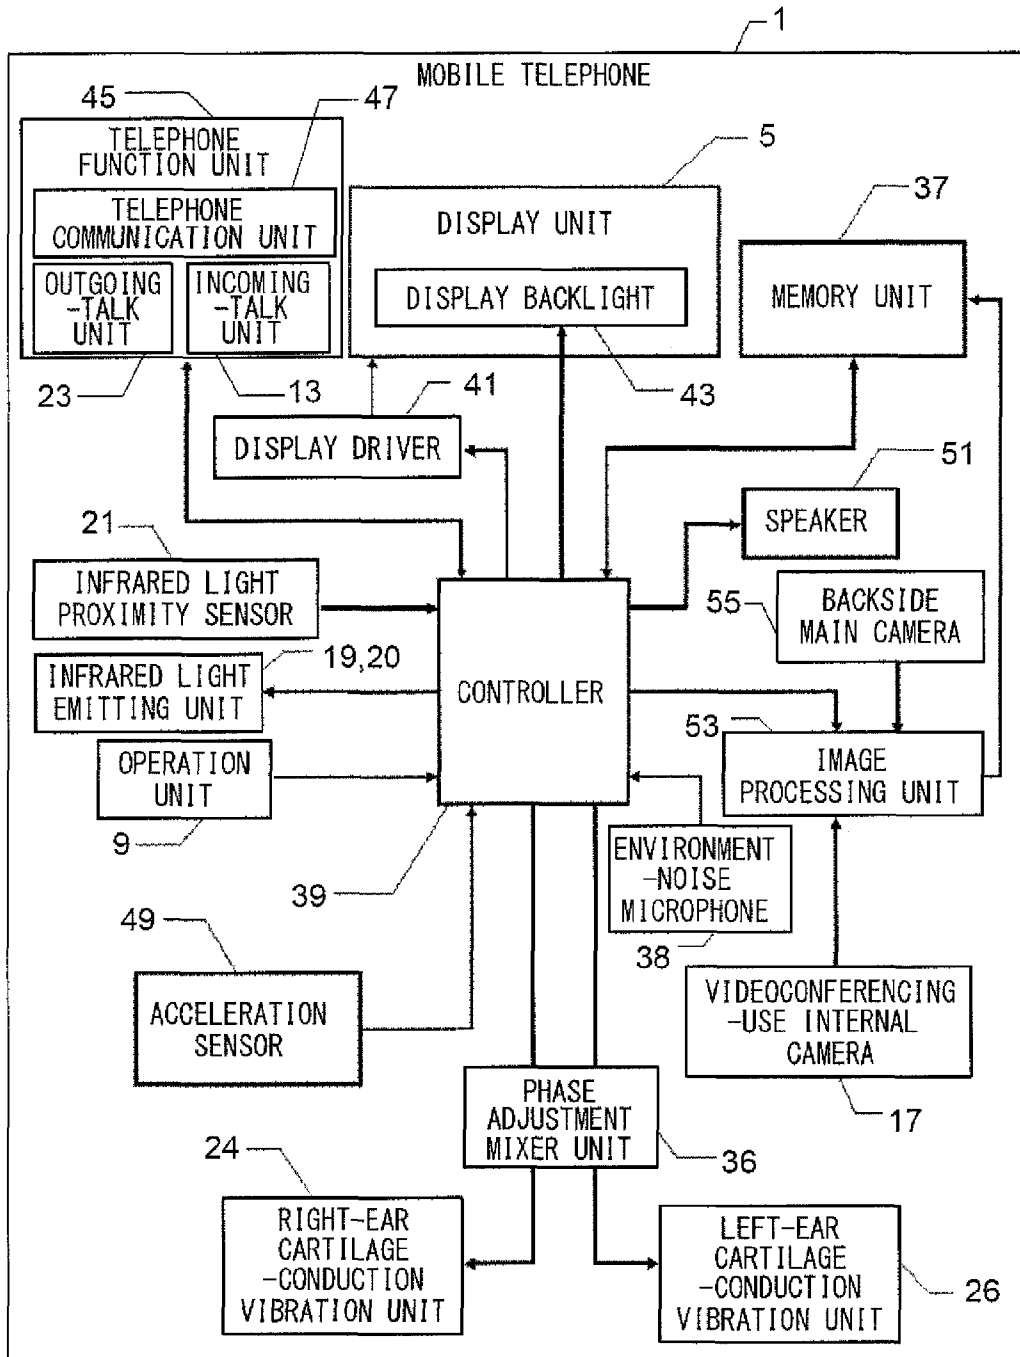 1
MOBILE TELEPHONE
45
47
TELEPHONE
FUNCTION UNIT
TELEPHONE
COMMUNICATION UNIT
OUTGOING
-TALK
UNIT
INCOMING
-TALK
UNIT
23
13
5
DISPLAY UNIT
DISPLAY BACKLIGHT
43
37
MEMORY UNIT
41
DISPLAY DRIVER
51
SPEAKER
21
INFRARED LIGHT
PROXIMITY SENSOR
55
BACKSIDE
MAIN CAMERA
19,20
INFRARED LIGHT
EMITTING UNIT
CONTROLLER
53
IMAGE
PROCESSING UNIT
OPERATION
UNIT
9
39
ENVIRONMENT
-NOISE
MICROPHONE
38
49
ACCELERATION
SENSOR
VIDEOCONFERENCING
-USE INTERNAL
CAMERA
17
PHASE
ADJUSTMENT
MIXER UNIT
36
24
RIGHT-EAR
CARTILAGE
-CONDUCTION
VIBRATION UNIT
LEFT-EAR
CARTILAGE
-CONDUCTION
VIBRATION UNIT
26